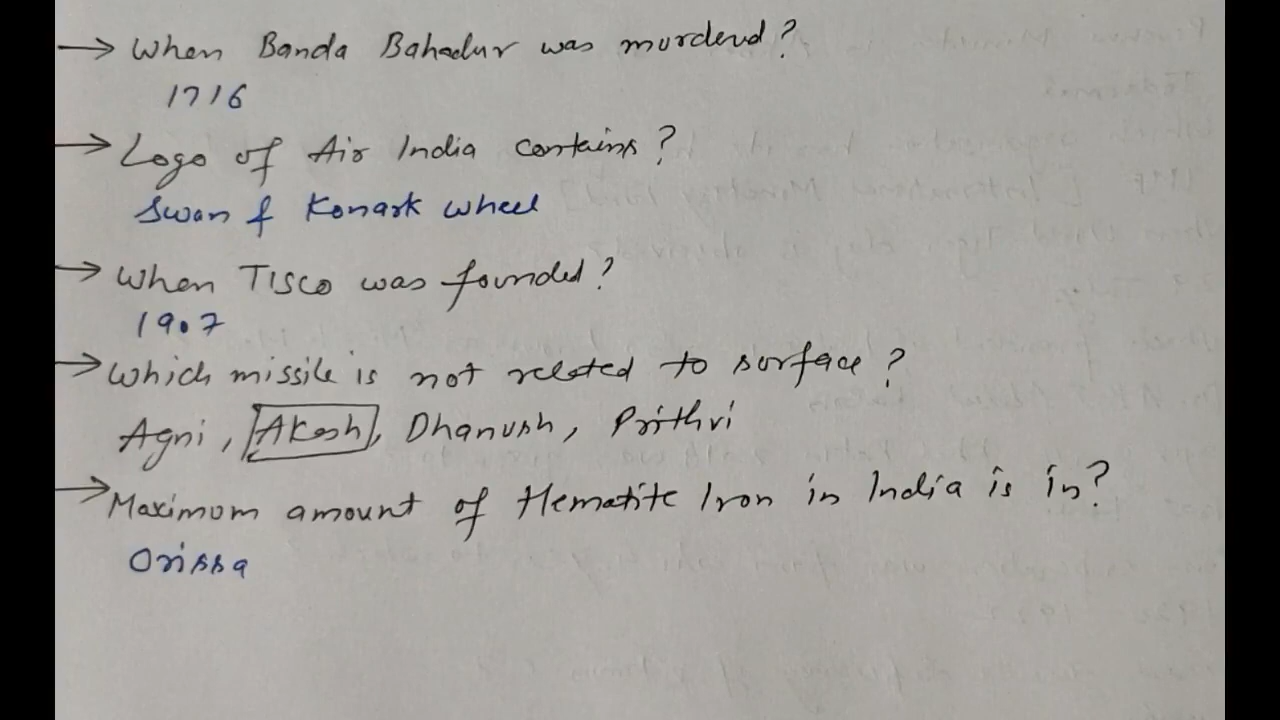 → When Banda Bahadur was murderd?
1716
→ Logo of Air India contains?
Swan & Konark wheel
→ When TISCO was founded?
1907
→ Which missile is not related to surface?
Agni, Akash, Dhanush, Prithvi
→ Maximum amount of Hematite Iron in India is in?
Orissa